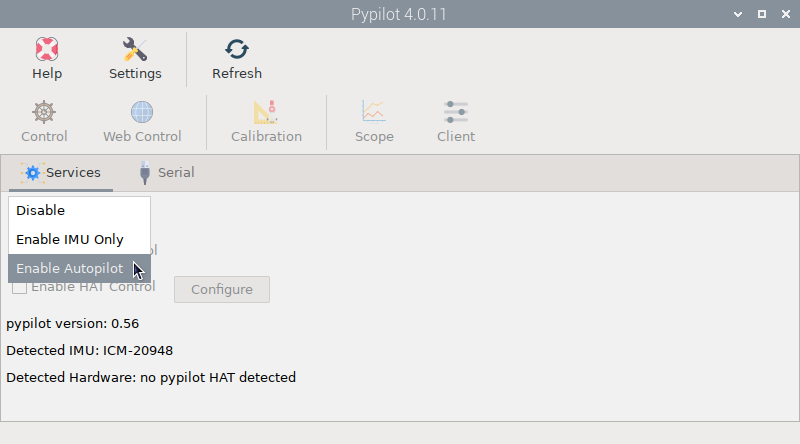 Pypilot 4.0.11
Help Settings Refresh
Control Web Control Calibration Scope Client
Services Serial
Disable
Enable IMU Only
ol
Enable Autopilot
Enable HAT Control Configure
pypilot version: 0.56
Detected IMU: ICM-20948
Detected Hardware: no pypilot HAT detected